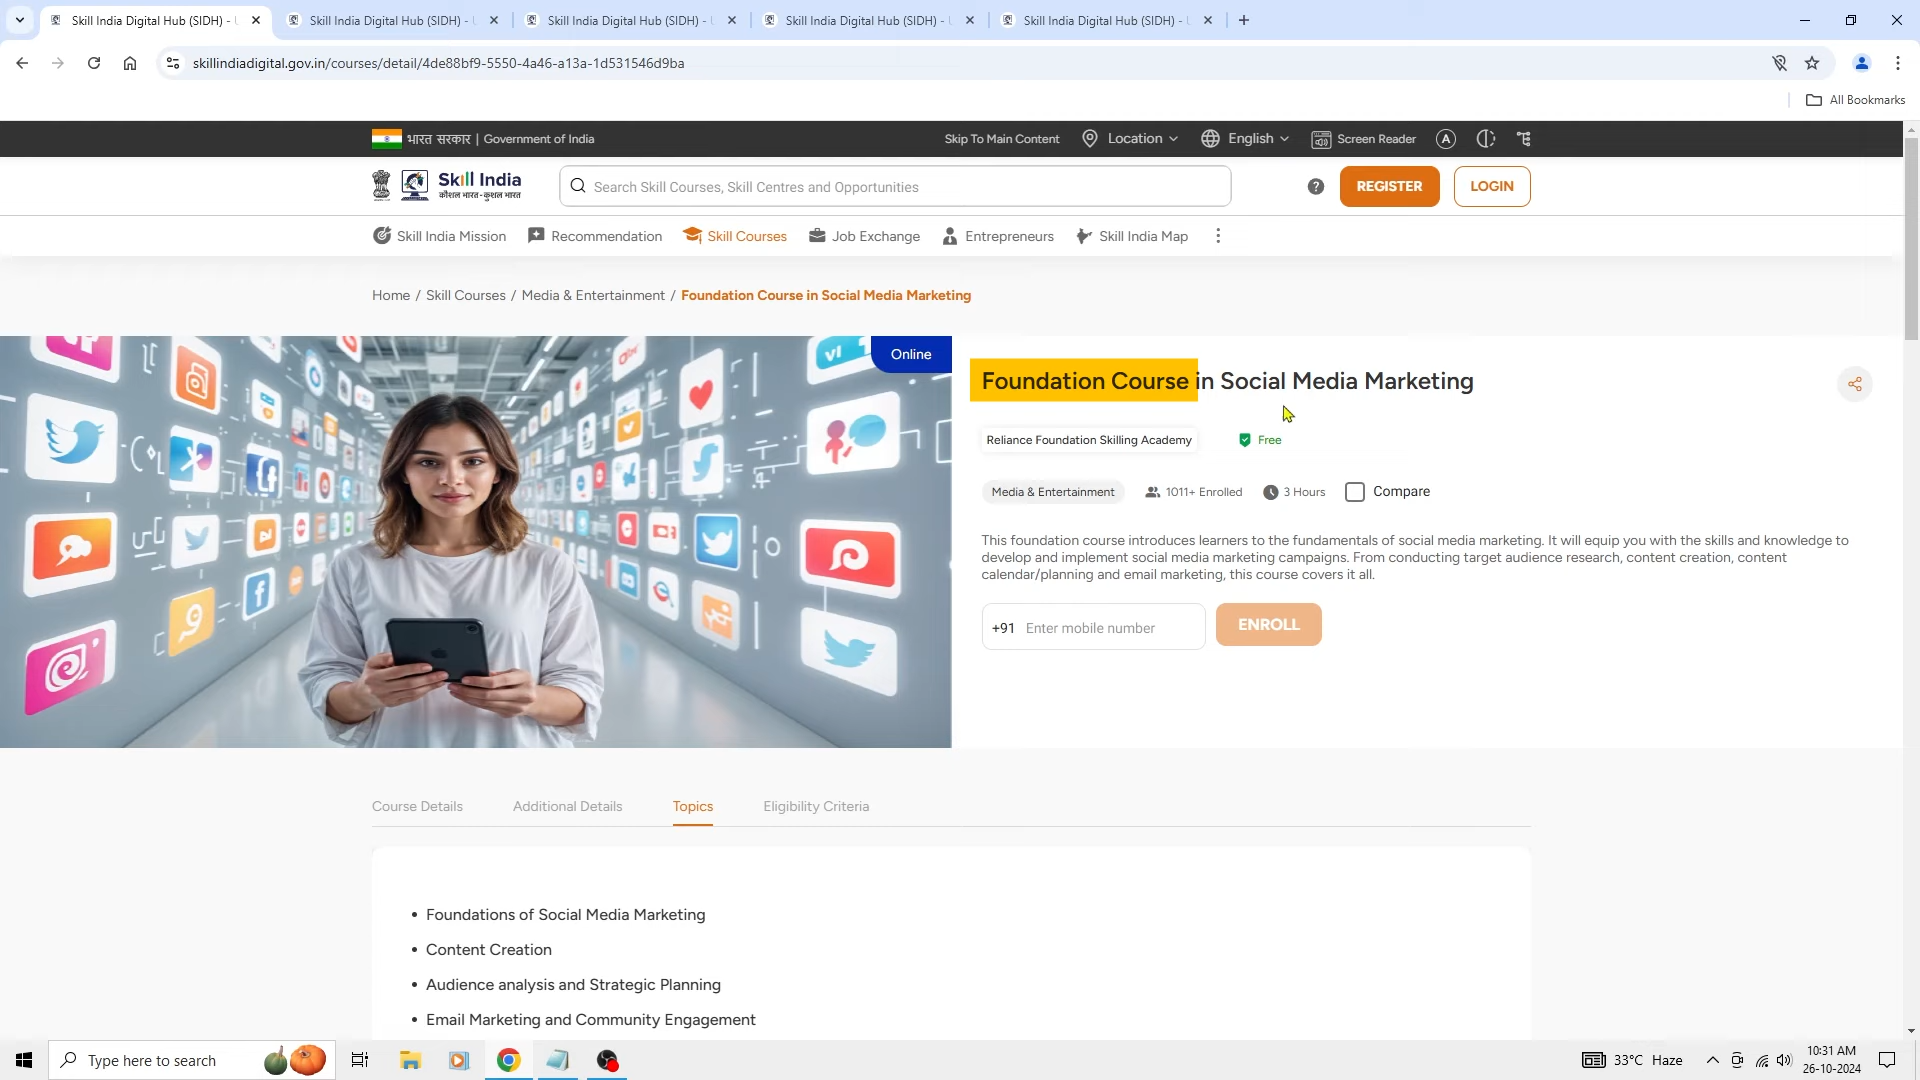 Skill India Digital Hub (SIDH) -
Skill India Digital Hub (SIDH) -
Skill India Digital Hub (SIDH) -
Skill India Digital Hub (SIDH) -
Skill India Digital Hub (SIDH) -
skillindiadigital.gov.in/courses/detail/4de88bf9-5550-4a46-a13a-1d531546d9ba
All Bookmarks
भारत सरकार | Government of India
Skip To Main Content
Location
English
Screen Reader
A
Skill India
कौशल भारत-कुशल भारत
Search Skill Courses, Skill Centres and Opportunities
?
REGISTER
LOGIN
Skill India Mission
Recommendation
Skill Courses
Job Exchange
Entrepreneurs
Skill India Map
Home / Skill Courses / Media & Entertainment / Foundation Course in Social Media Marketing
Online
Foundation Course in Social Media Marketing
Reliance Foundation Skilling Academy
Free
Media & Entertainment
1011+ Enrolled
3 Hours
Compare
This foundation course introduces learners to the fundamentals of social media marketing. It will equip you with the skills and knowledge to
develop and implement social media marketing campaigns. From conducting target audience research, content creation, content
calendar/planning and email marketing, this course covers it all.
+91 Enter mobile number
ENROLL
Course Details
Additional Details
Topics
Eligibility Criteria
• Foundations of Social Media Marketing
• Content Creation
• Audience analysis and Strategic Planning
• Email Marketing and Community Engagement
Type here to search
33°C Haze
10:31 AM
26-10-2024